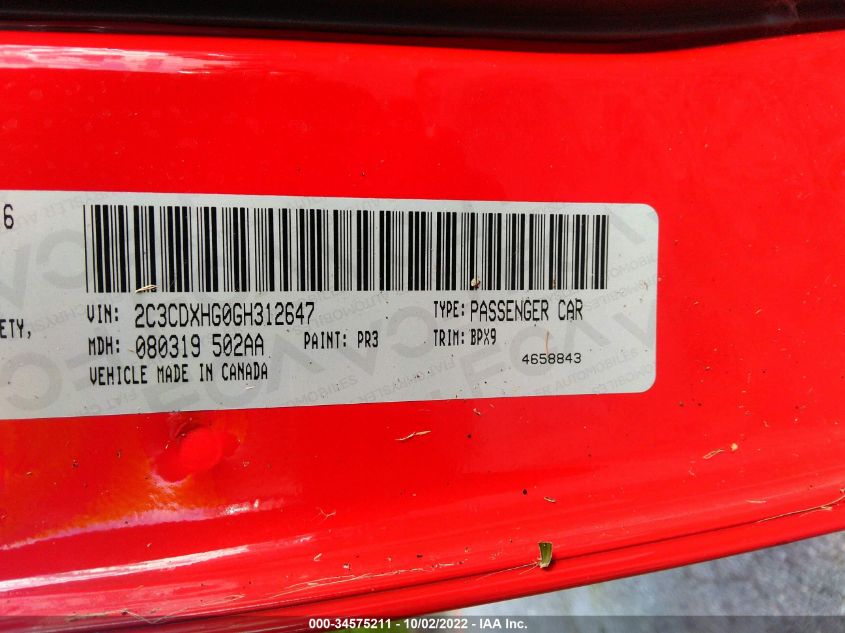 6
ETY,
VIN: 2C3CDXHG0GH312647 TYPE: PASSENGER CAR
MDH: 080319 502AA PAINT: PR3 TRIM: BPX9
VEHICLE MADE IN CANADA 4658843
000-34575211 - 10/02/2022 - IAA Inc.